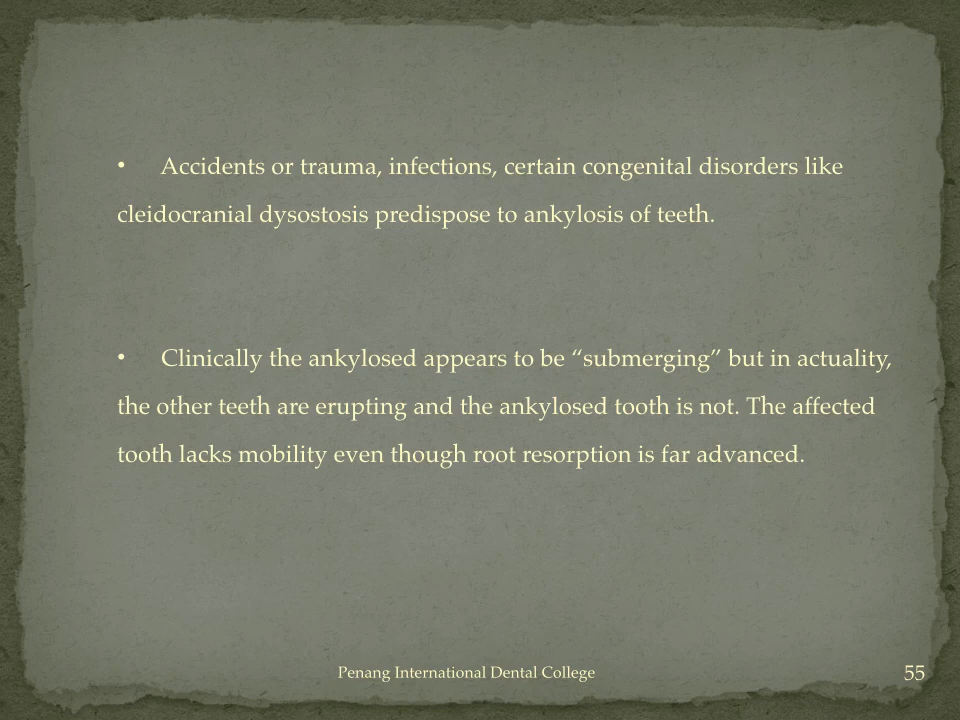 • Accidents or trauma, infections, certain congenital disorders like
cleidocranial dysostosis predispose to ankylosis of teeth.
• Clinically the ankylosed appears to be “submerging” but in actuality,
the other teeth are erupting and the ankylosed tooth is not. The affected
tooth lacks mobility even though root resorption is far advanced.
Penang International Dental College
55